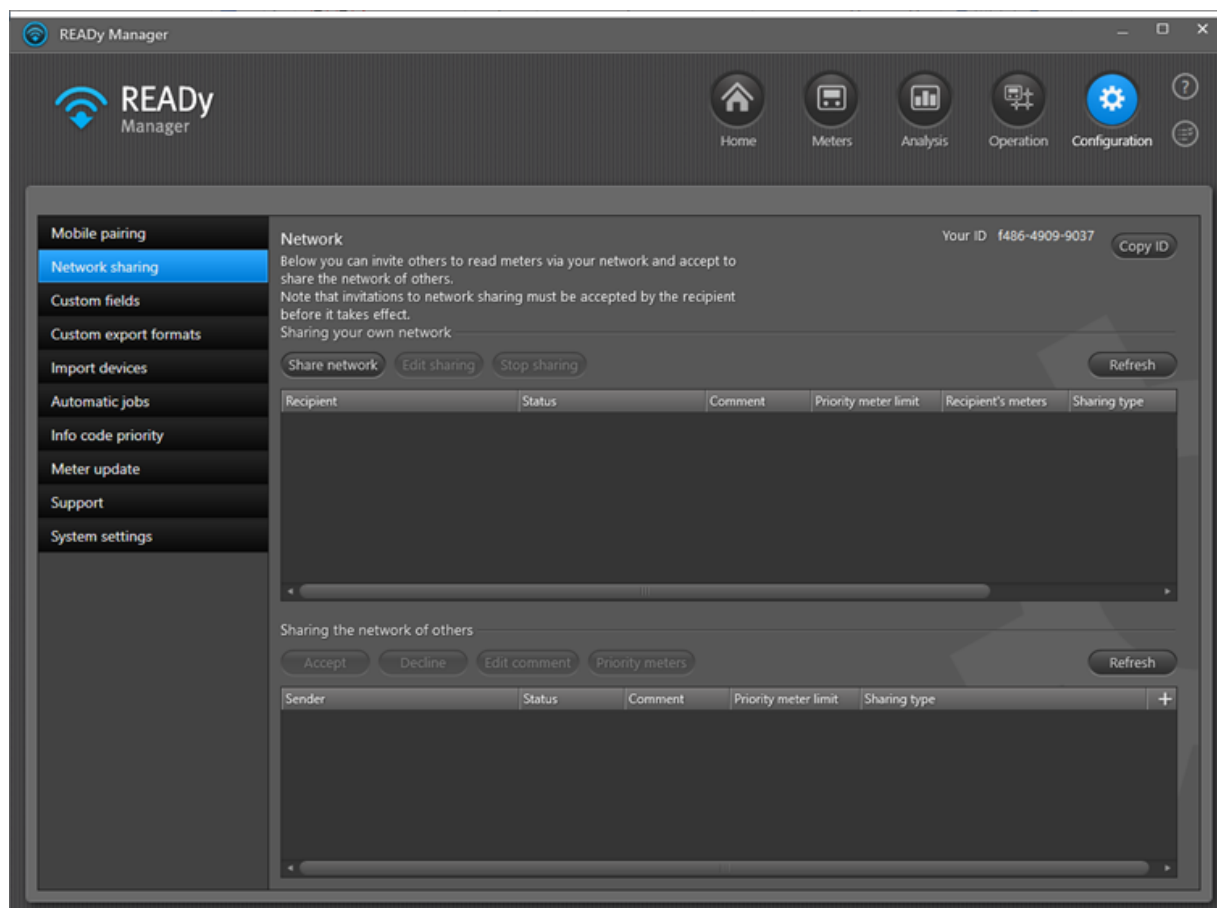 READy Manager
READy
Manager
Home
Meters
Analysis
Operation
Configuration
Mobile pairing
Network sharing
Custom fields
Custom export formats
Import devices
Automatic jobs
Info code priority
Meter update
Support
System settings
Network
Your ID f486-4909-9037
Copy ID
Below you can invite others to read meters via your network and accept to
share the network of others.
Note that invitations to network sharing must be accepted by the recipient
before it takes effect.
Sharing your own network
Share network Edit sharing Stop sharing Refresh
Recipient Status Comment Priority meter limit Recipient's meters Sharing type
Sharing the network of others
Accept Decline Edit comment Priority meters Refresh
Sender Status Comment Priority meter limit Sharing type +